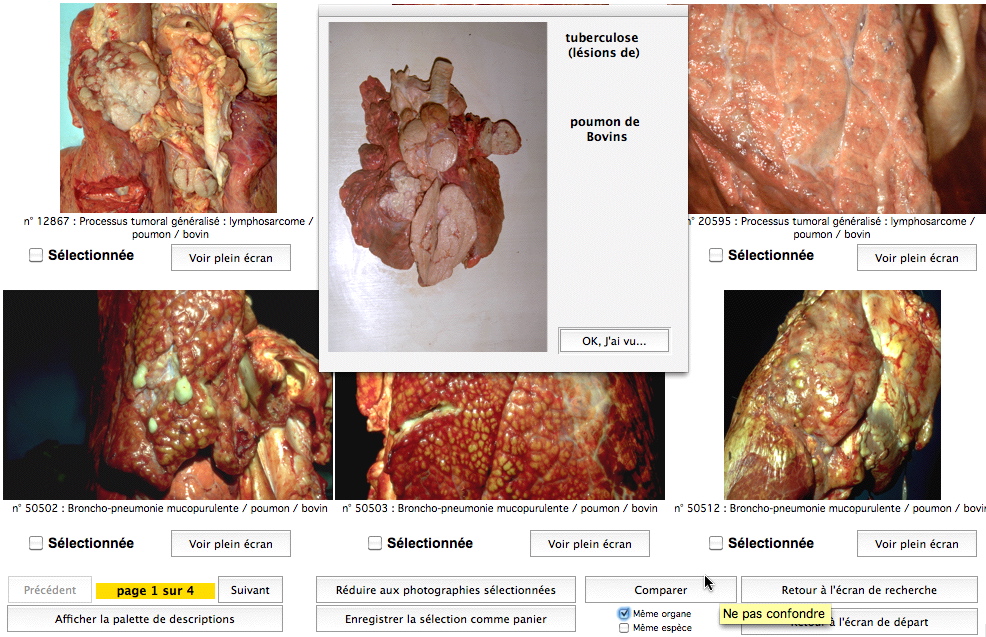 tuberculose
(lésions de)
poumon de
Bovins
OK, J'ai vu...
n° 12867 : Processus tumoral généralisé : lymphosarcome /
poumon / bovin
Sélectionnée
Voir plein écran
n° 20595 : Processus tumoral généralisé : lymphosarcome /
poumon / bovin
Sélectionnée
Voir plein écran
n° 50502 : Broncho-pneumonie mucopurulente / poumon / bovin
Sélectionnée
Voir plein écran
n° 50503 : Broncho-pneumonie mucopurulente / poumon / bovin
Sélectionnée
Voir plein écran
n° 50512 : Broncho-pneumonie mucopurulente / poumon / bovin
Sélectionnée
Voir plein écran
Précédent
page 1 sur 4
Suivant
Réduire aux photographies sélectionnées
Comparer
Retour à l'écran de recherche
Afficher la palette de descriptions
Enregistrer la sélection comme panier
Même organe
Même espèce
Ne pas confondre
Retour à l'écran de départ